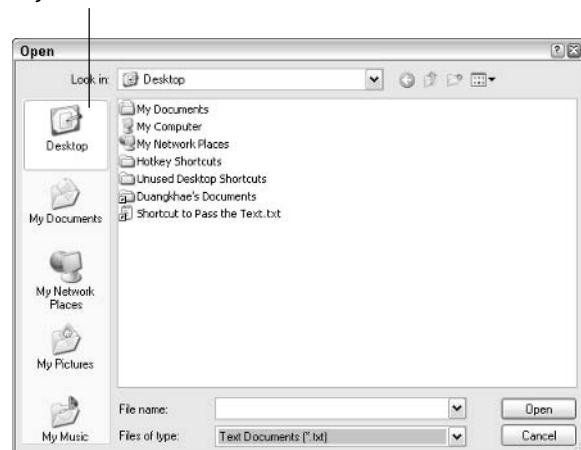 Open
Look in: Desktop
Desktop
My Documents
My Network
Places
My Pictures
My Music
My Documents
My Computer
My Network Places
Hotkey Shortcuts
Unused Desktop Shortcuts
Duangkhae's Documents
Shortcut to Pass the Text.txt
File name:
Open
Files of type: Text Documents (*.txt)
Cancel